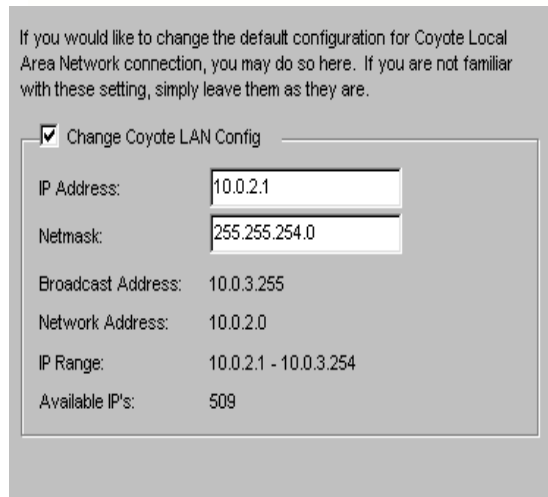 If you would like to change the default configuration for Coyote Local
Area Network connection, you may do so here. If you are not familiar
with these setting, simply leave them as they are.
Change Coyote LAN Config
IP Address: 10.0.2.1
Netmask: 255.255.254.0
Broadcast Address: 10.0.3.255
Network Address: 10.0.2.0
IP Range: 10.0.2.1 - 10.0.3.254
Available IP's: 509